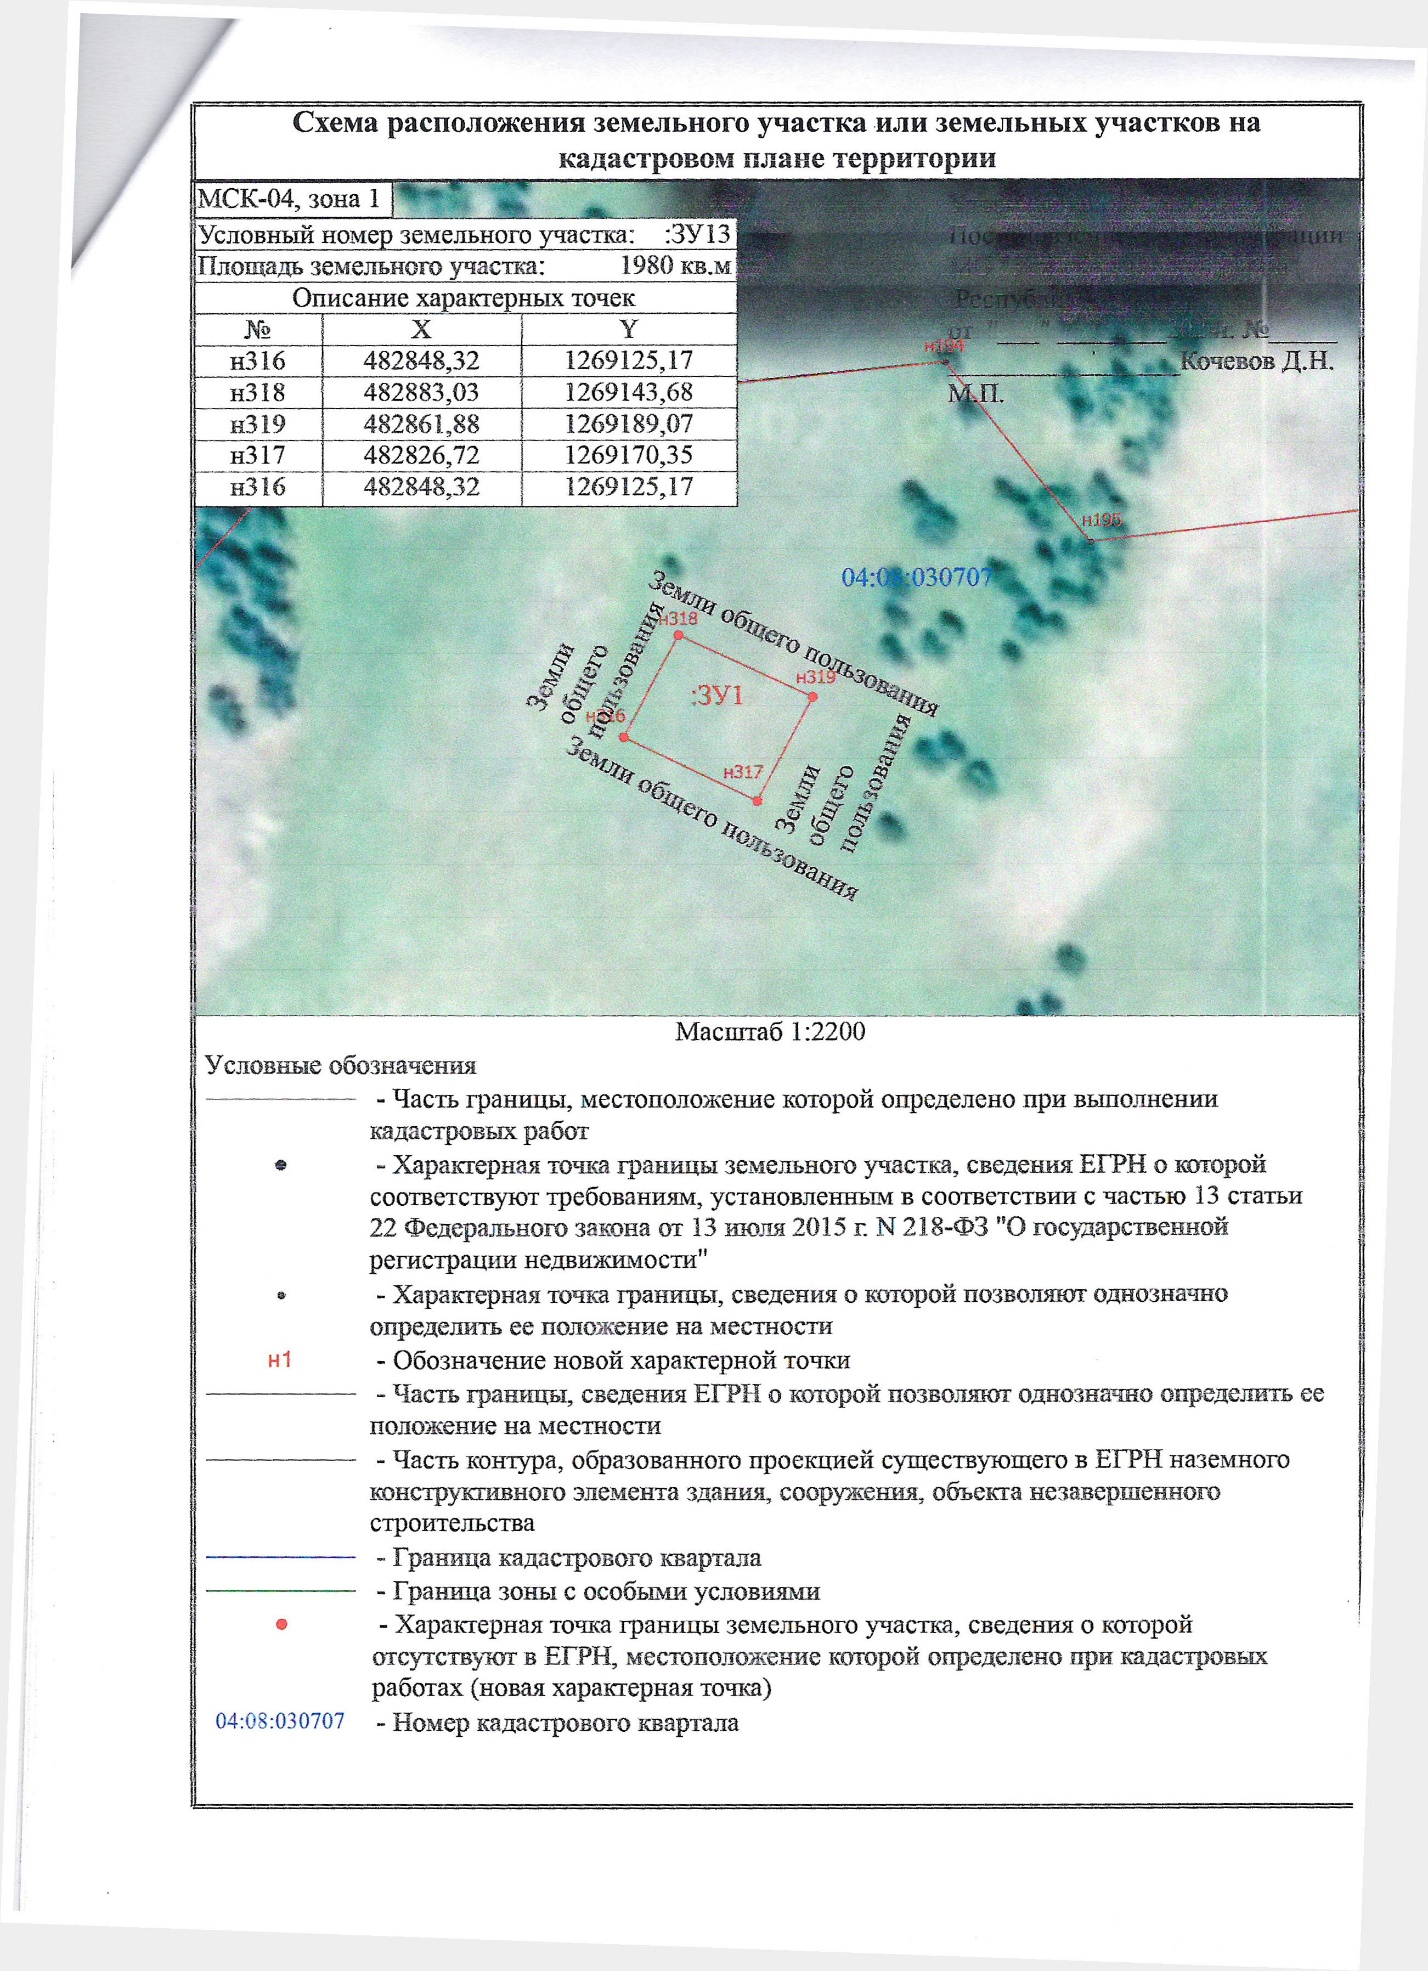 Схема расположения земельного участка или земельных участков на
кадастровом плане территории
МСК-04, зона 1
Условный номер земельного участка: :ЗУ13
Площадь земельного участка: 1980 кв.м
Описание характерных точек
№ X Y
н316 482848,32 1269125,17
н318 482883,03 1269143,68
н319 482861,88 1269189,07
н317 482826,72 1269170,35
н316 482848,32 1269125,17
от " " г. №
Кочевов Д.Н.
М.П.
н194
н195
04:08:030707
Земли общего пользования
Земли
общего
пользования
н318
н319
:ЗУ1
н316
н317
Земли общего пользования
Земли
общего
пользования
Масштаб 1:2200
Условные обозначения
- Часть границы, местоположение которой определено при выполнении
кадастровых работ
- Характерная точка границы земельного участка, сведения ЕГРН о которой
соответствуют требованиям, установленным в соответствии с частью 13 статьи
22 Федерального закона от 13 июля 2015 г. N 218-ФЗ "О государственной
регистрации недвижимости"
- Характерная точка границы, сведения о которой позволяют однозначно
определить ее положение на местности
н1 - Обозначение новой характерной точки
- Часть границы, сведения ЕГРН о которой позволяют однозначно определить ее
положение на местности
- Часть контура, образованного проекцией существующего в ЕГРН наземного
конструктивного элемента здания, сооружения, объекта незавершенного
строительства
- Граница кадастрового квартала
- Граница зоны с особыми условиями
- Характерная точка границы земельного участка, сведения о которой
отсутствуют в ЕГРН, местоположение которой определено при кадастровых
работах (новая характерная точка)
04:08:030707 - Номер кадастрового квартала